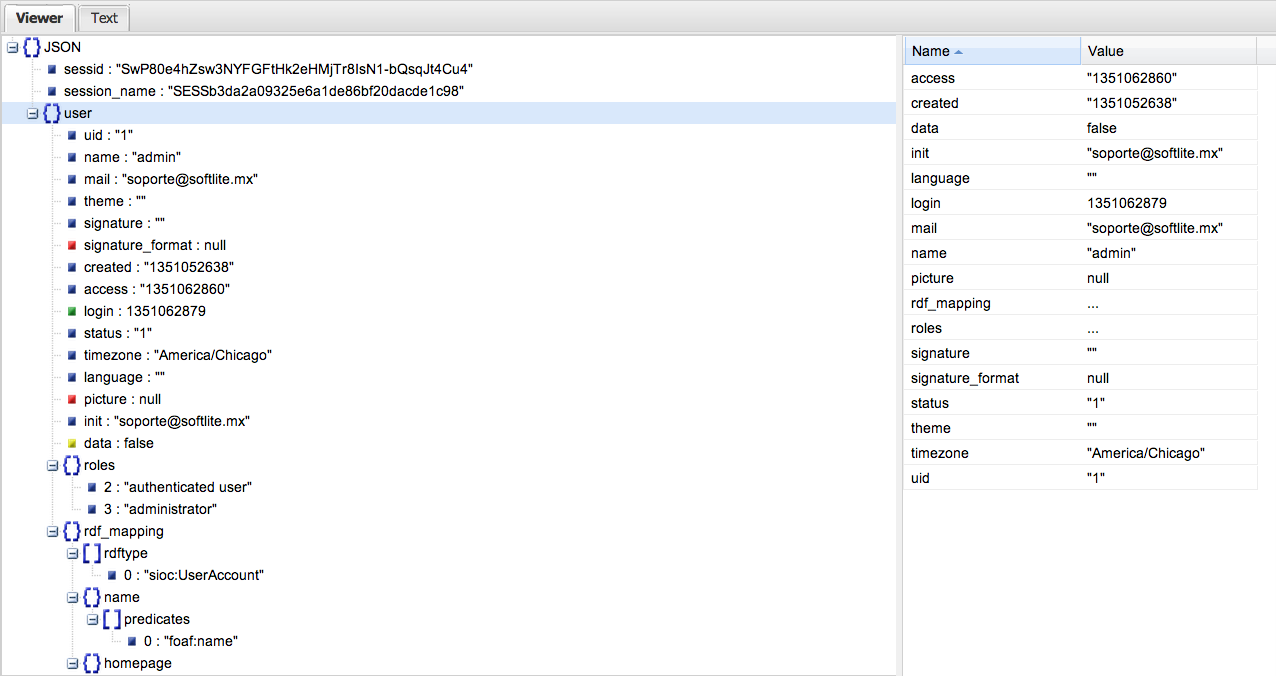 Viewer Text
JSON
sessid : "SwP80e4hZsw3NYFGFtHk2eHMjTr8IsN1-bQsqJt4Cu4"
session_name : "SESSb3da2a09325e6a1de86bf20dacde1c98"
user
uid : "1"
name : "admin"
mail : "soporte@softlite.mx"
theme : ""
signature : ""
signature_format : null
created : "1351052638"
access : "1351062860"
login : 1351062879
status : "1"
timezone : "America/Chicago"
language : ""
picture : null
init : "soporte@softlite.mx"
data : false
roles
2 : "authenticated user"
3 : "administrator"
rdf_mapping
rdftype
0 : "sioc:UserAccount"
name
predicates
0 : "foaf:name"
homepage
Name Value
access "1351062860"
created "1351052638"
data false
init "soporte@softlite.mx"
language ""
login 1351062879
mail "soporte@softlite.mx"
name "admin"
picture null
rdf_mapping ...
roles ...
signature ""
signature_format null
status "1"
theme ""
timezone "America/Chicago"
uid "1"